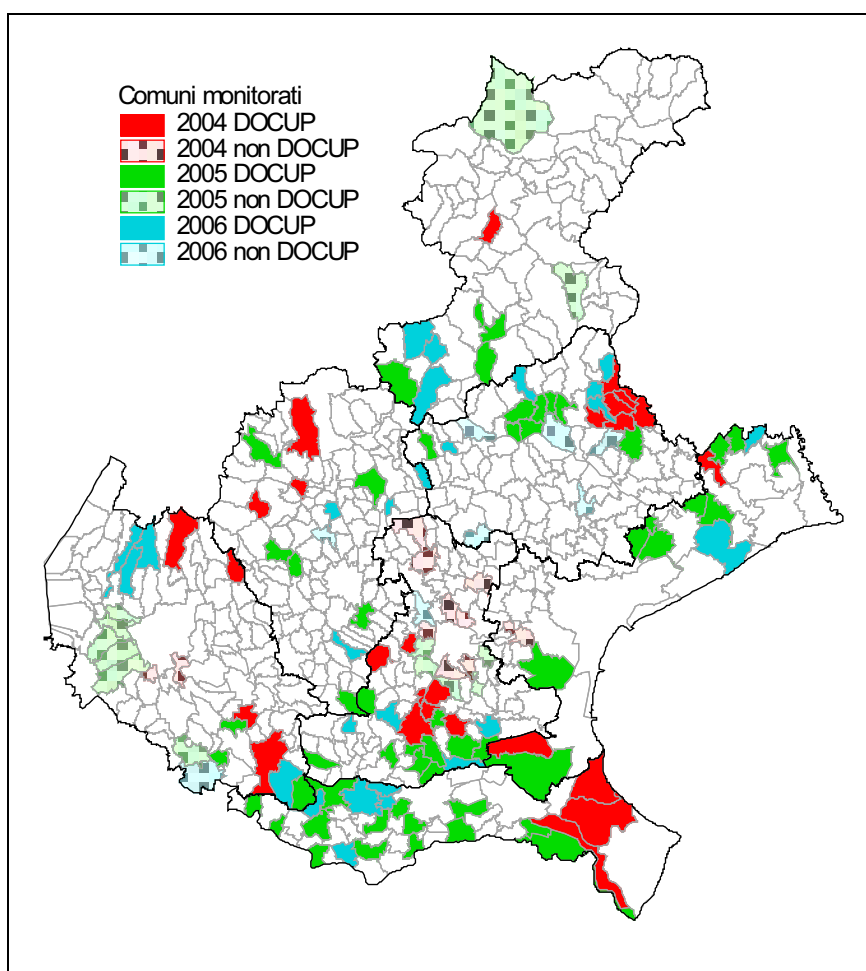 Comuni monitorati
2004 DOCUP
2004 non DOCUP
2005 DOCUP
2005 non DOCUP
2006 DOCUP
2006 non DOCUP